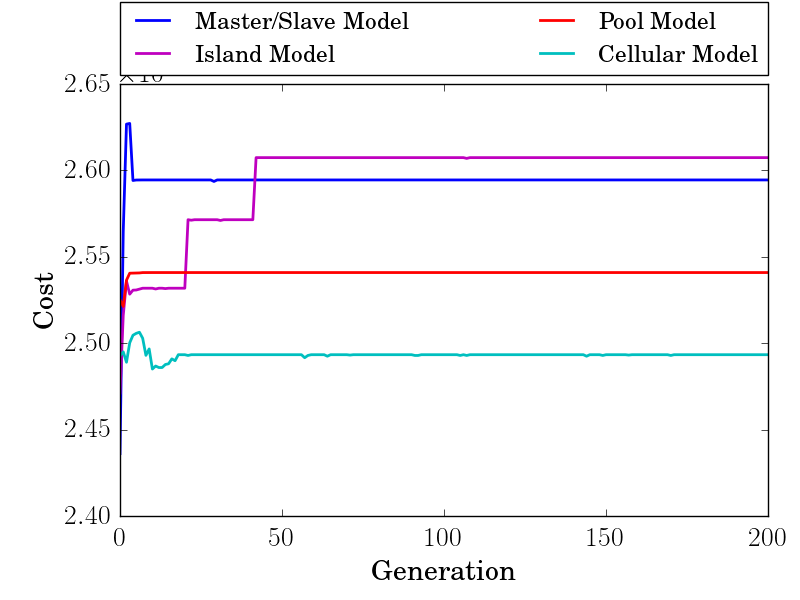 Master/Slave Model
Pool Model
Island Model
Cellular Model
2.65
2.60
2.55
2.50
2.45
2.40
Cost
0
50
100
150
200
Generation